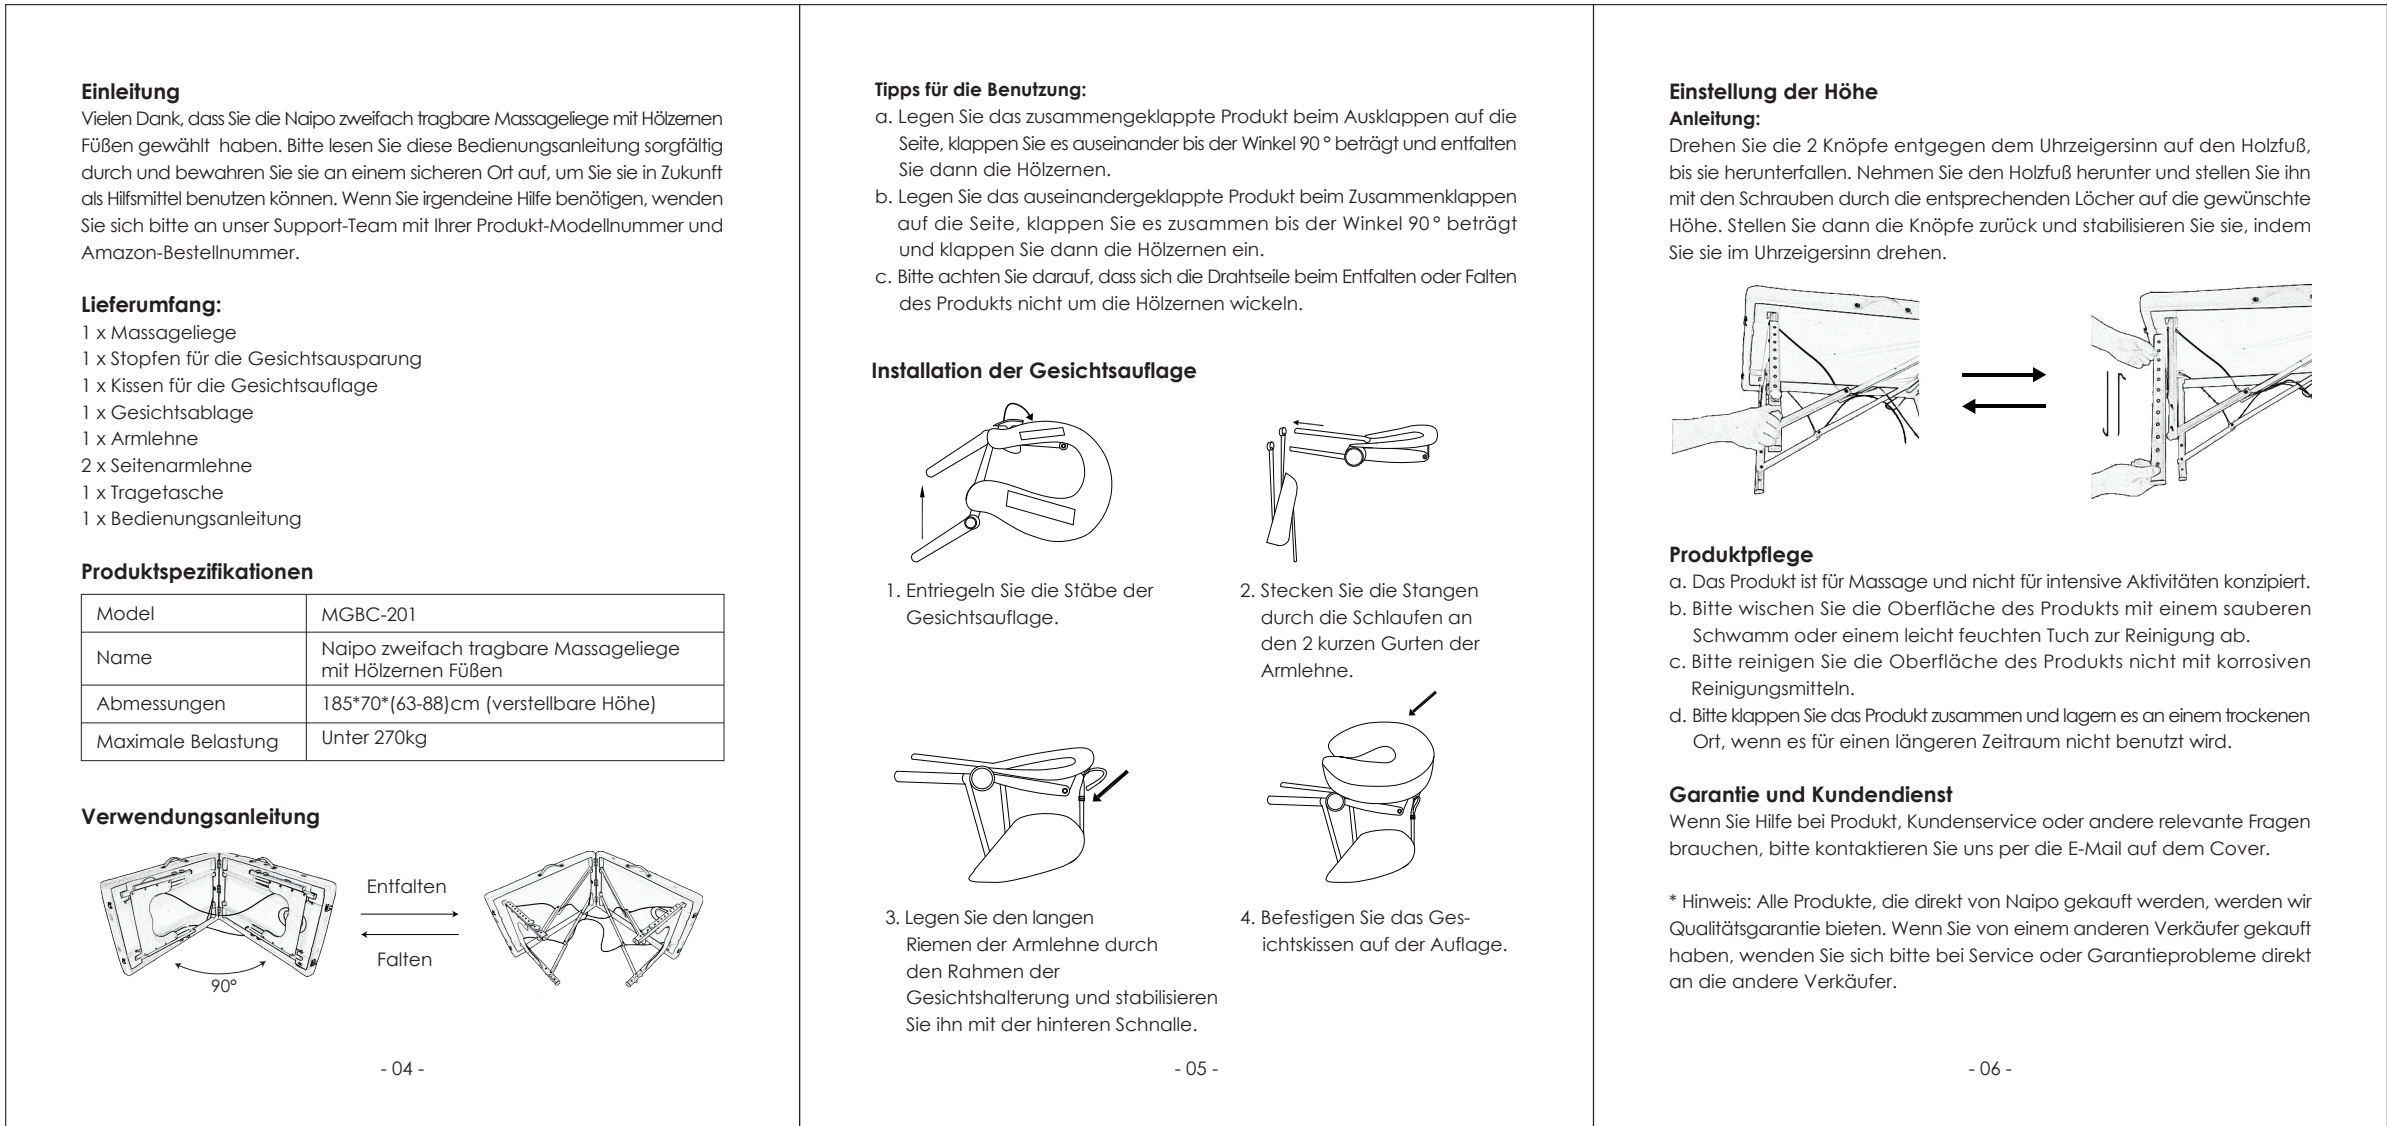 Einleitung
Vielen Dank, dass Sie die Naipo zweifach tragbare Massageliege mit Hölzernen
Füßen gewählt haben. Bitte lesen Sie diese Bedienungsanleitung sorgfältig
durch und bewahren Sie sie an einem sicheren Ort auf, um Sie sie in Zukunft
als Hilfsmittel benutzen können. Wenn Sie irgendeine Hilfe benötigen, wenden
Sie sich bitte an unser Support-Team mit Ihrer Produkt-Modellnummer und
Amazon-Bestellnummer.
Lieferumfang:
1 x Massageliege
1 x Stopfen für die Gesichtsausparung
1 x Kissen für die Gesichtsauflage
1 x Gesichtsablage
1 x Armlehne
2 x Seitenarmlehne
1 x Tragetasche
1 x Bedienungsanleitung
Produktspezifikationen
Model MGBC-201
Name Naipo zweifach tragbare Massageliege
mit Hölzernen Füßen
Abmessungen 185*70*(63-88)cm (verstellbare Höhe)
Maximale Belastung Unter 270kg
Verwendungsanleitung
Entfalten
Falten
90°
- 04 -
Tipps für die Benutzung:
a. Legen Sie das zusammengeklappte Produkt beim Ausklappen auf die
Seite, klappen Sie es auseinander bis der Winkel 90 ° beträgt und entfalten
Sie dann die Hölzernen.
b. Legen Sie das auseinandergeklappte Produkt beim Zusammenklappen
auf die Seite, klappen Sie es zusammen bis der Winkel 90 ° beträgt
und klappen Sie dann die Hölzernen ein.
c. Bitte achten Sie darauf, dass sich die Drahtseile beim Entfalten oder Falten
des Produkts nicht um die Hölzernen wickeln.
Installation der Gesichtsauflage
1. Entriegeln Sie die Stäbe der
Gesichtsauflage.
2. Stecken Sie die Stangen
durch die Schlaufen an
den 2 kurzen Gurten der
Armlehne.
3. Legen Sie den langen
Riemen der Armlehne durch
den Rahmen der
Gesichtshalterung und stabilisieren
Sie ihn mit der hinteren Schnalle.
4. Befestigen Sie das Ges-
ichtskissen auf der Auflage.
- 05 -
Einstellung der Höhe
Anleitung:
Drehen Sie die 2 Knöpfe entgegen dem Uhrzeigersinn auf den Holzfuß,
bis sie herunterfallen. Nehmen Sie den Holzfuß herunter und stellen Sie ihn
mit den Schrauben durch die entsprechenden Löcher auf die gewünschte
Höhe. Stellen Sie dann die Knöpfe zurück und stabilisieren Sie sie, indem
Sie sie im Uhrzeigersinn drehen.
Produktpflege
a. Das Produkt ist für Massage und nicht für intensive Aktivitäten konzipiert.
b. Bitte wischen Sie die Oberfläche des Produkts mit einem sauberen
Schwamm oder einem leicht feuchten Tuch zur Reinigung ab.
c. Bitte reinigen Sie die Oberfläche des Produkts nicht mit korrosiven
Reinigungsmitteln.
d. Bitte klappen Sie das Produkt zusammen und lagern es an einem trockenen
Ort, wenn es für einen längeren Zeitraum nicht benutzt wird.
Garantie und Kundendienst
Wenn Sie Hilfe bei Produkt, Kundenservice oder andere relevante Fragen
brauchen, bitte kontaktieren Sie uns per die E-Mail auf dem Cover.
* Hinweis: Alle Produkte, die direkt von Naipo gekauft werden, werden wir
Qualitätsgarantie bieten. Wenn Sie von einem anderen Verkäufer gekauft
haben, wenden Sie sich bitte bei Service oder Garantieprobleme direkt
an die andere Verkäufer.
- 06 -